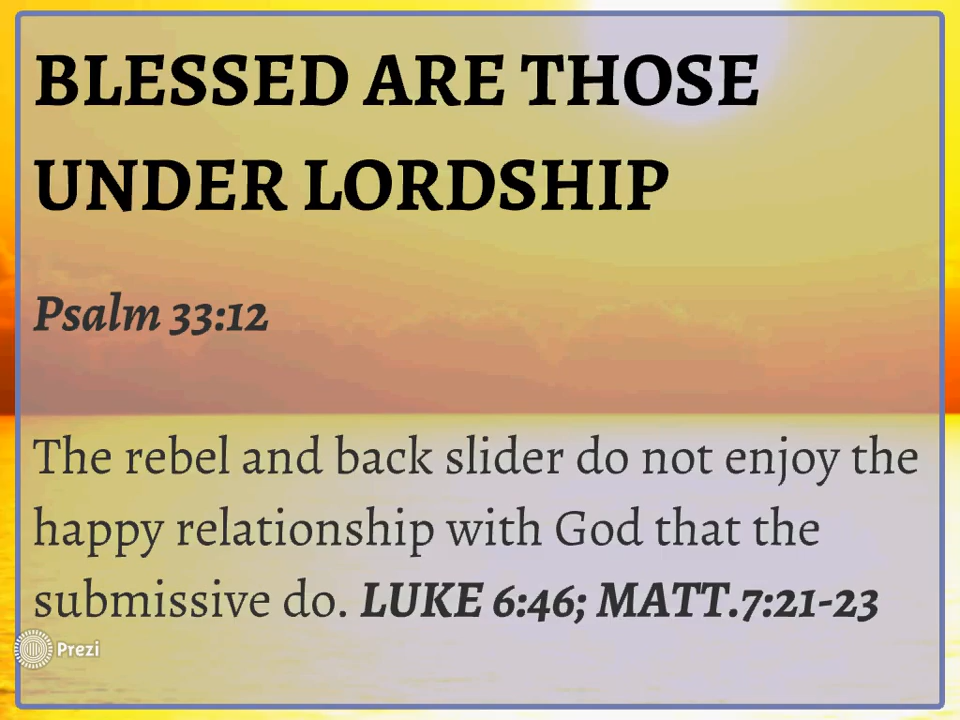 BLESSED ARE THOSE
UNDER LORDSHIP
Psalm 33:12
The rebel and back slider do not enjoy the
happy relationship with God that the
submissive do. LUKE 6:46; MATT.7:21-23
Prezi